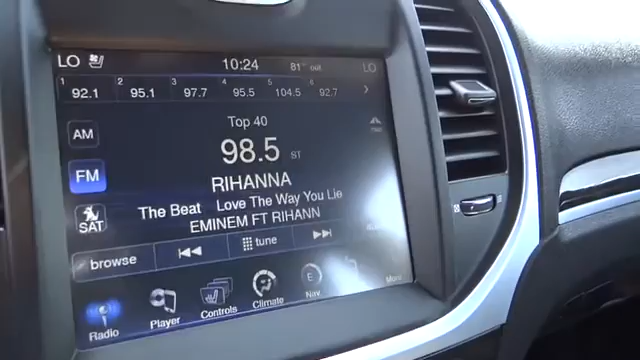 LO 10:24 81° out LO
1 92.1 2 95.1 3 97.7 4 95.5 5 104.5 6 92.7
Top 40
AM
98.5 ST
FM
RIHANNA
The Beat Love The Way You Lie
SAT
EMINEM FT RIHANN
browse tune
Radio Player Controls Climate Nav More